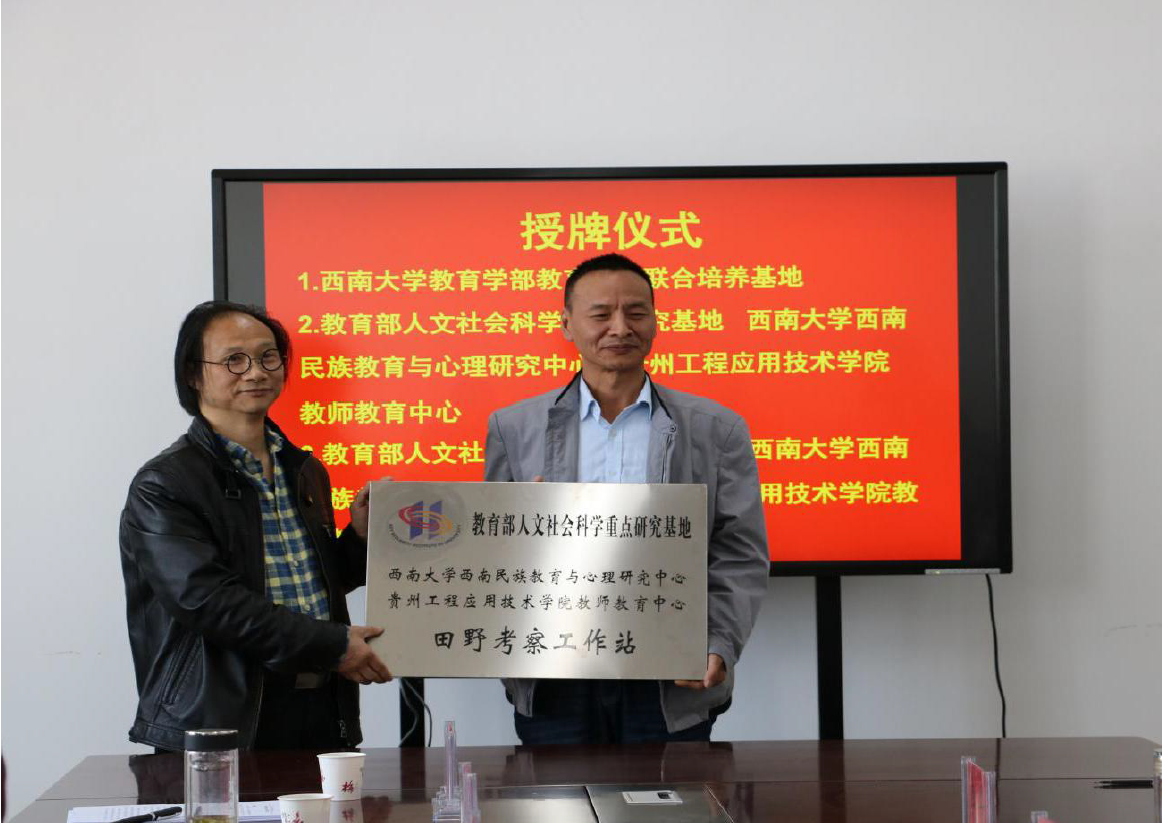 授牌仪式
1.西南大学教育学部教育 联合培养基地
2.教育部人文社会科学 究基地 西南大学西南
民族教育与心理研究中心 贵州工程应用技术学院
教师教育中心
.教育部人文社 西南大学西南
族 用技术学院教
教育部人文社会科学重点研究基地
西南大学西南民族教育与心理研究中心
贵州工程应用技术学院教师教育中心
田野考察工作站